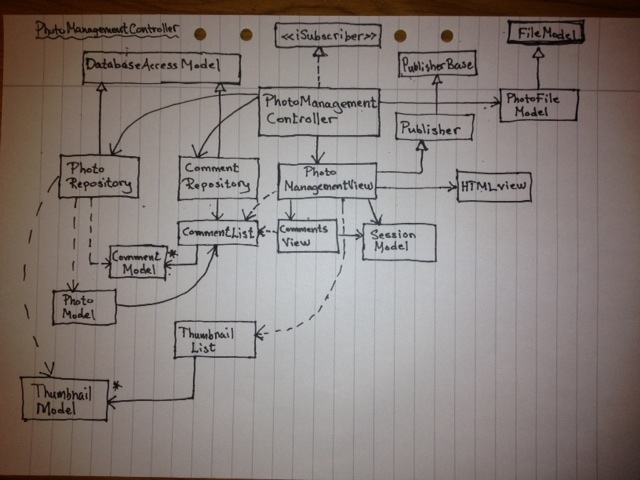 PhotoManagementController
<<iSubscriber>>
FileModel
DatabaseAccessModel
PublisherBase
PhotoManagement
Controller
PhotoFile
Model
Publisher
Photo
Repository
Comment
Repository
Photo
ManagementView
HTMLview
CommentList
Comments
View
Session
Model
Comment
Model
*
Photo
Model
Thumbnail
List
Thumbnail
Model
*